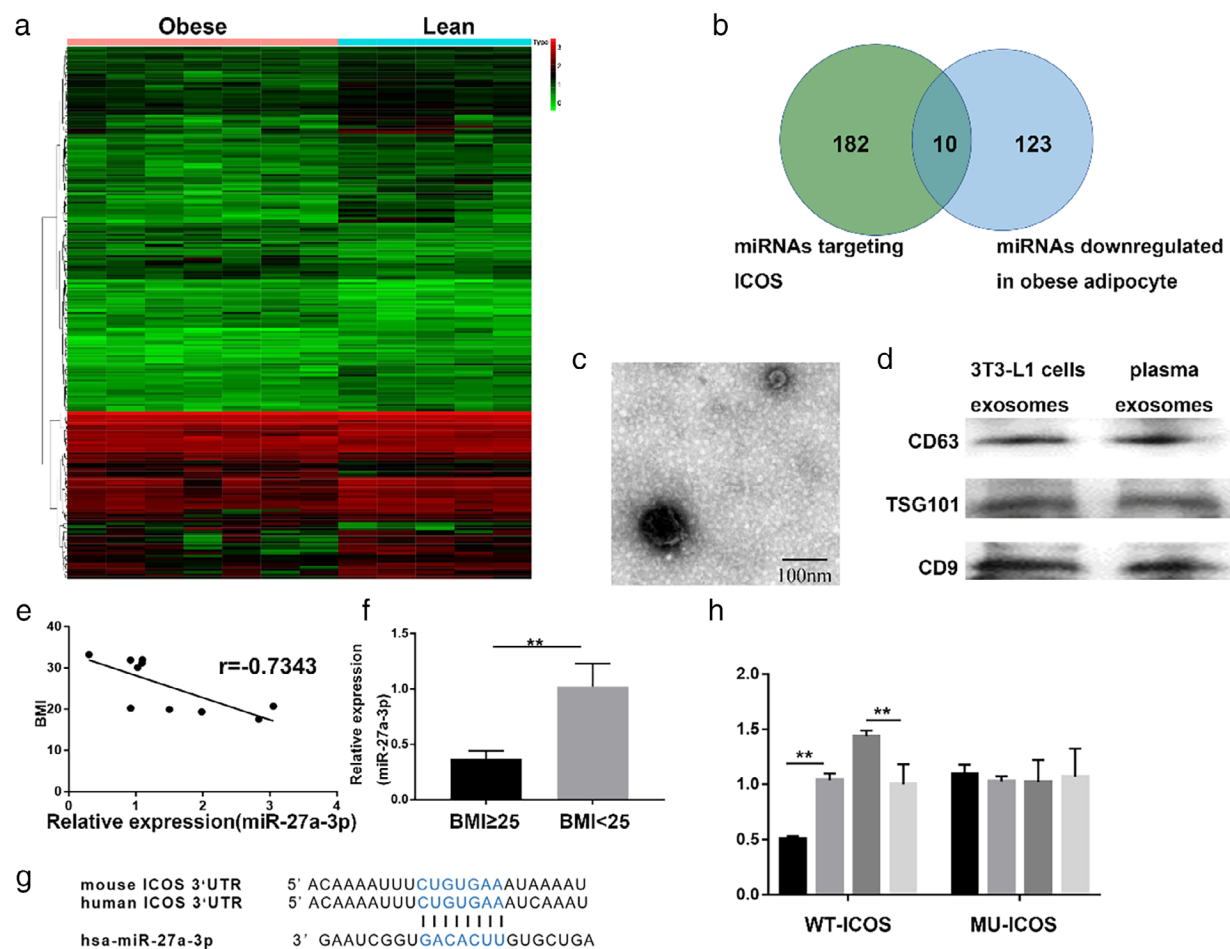 a
Obese
Lean
Type
3
2
1
0
b
182
10
123
miRNAs targeting
ICOS
miRNAs downregulated
in obese adipocyte
c
100nm
d
3T3-L1 cells
exosomes
plasma
exosomes
CD63
TSG101
CD9
e
BMI
40
30
20
10
0
r=-0.7343
0
1
2
3
4
Relative expression(miR-27a-3p)
f
Relative expression
(miR-27a-3p)
1.5
1.0
0.5
0.0
**
BMI≥25
BMI<25
g
mouse ICOS 3'UTR 5' ACAAAAUUUCUGUGAAAUAAAAU
human ICOS 3'UTR 5' ACAAAAUUUCUGUGAAAUCAAAU
hsa-miR-27a-3p 3' GAAUCGGUGACACUUGUGCUGA
h
2.0
1.5
1.0
0.5
0.0
**
**
WT-ICOS
MU-ICOS